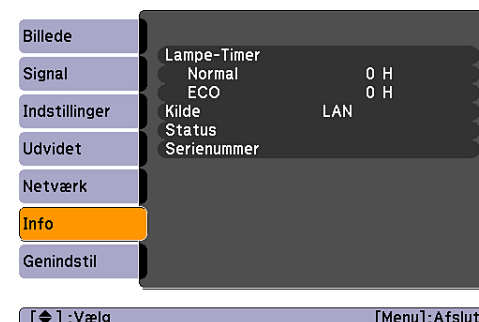 Billede
Signal
Indstillinger
Udvidet
Netværk
Info
Genindstil
Lampe-Timer
Normal 0 H
ECO 0 H
Kilde LAN
Status
Serienummer
[◆] :Vælg [Menu]:Afslut